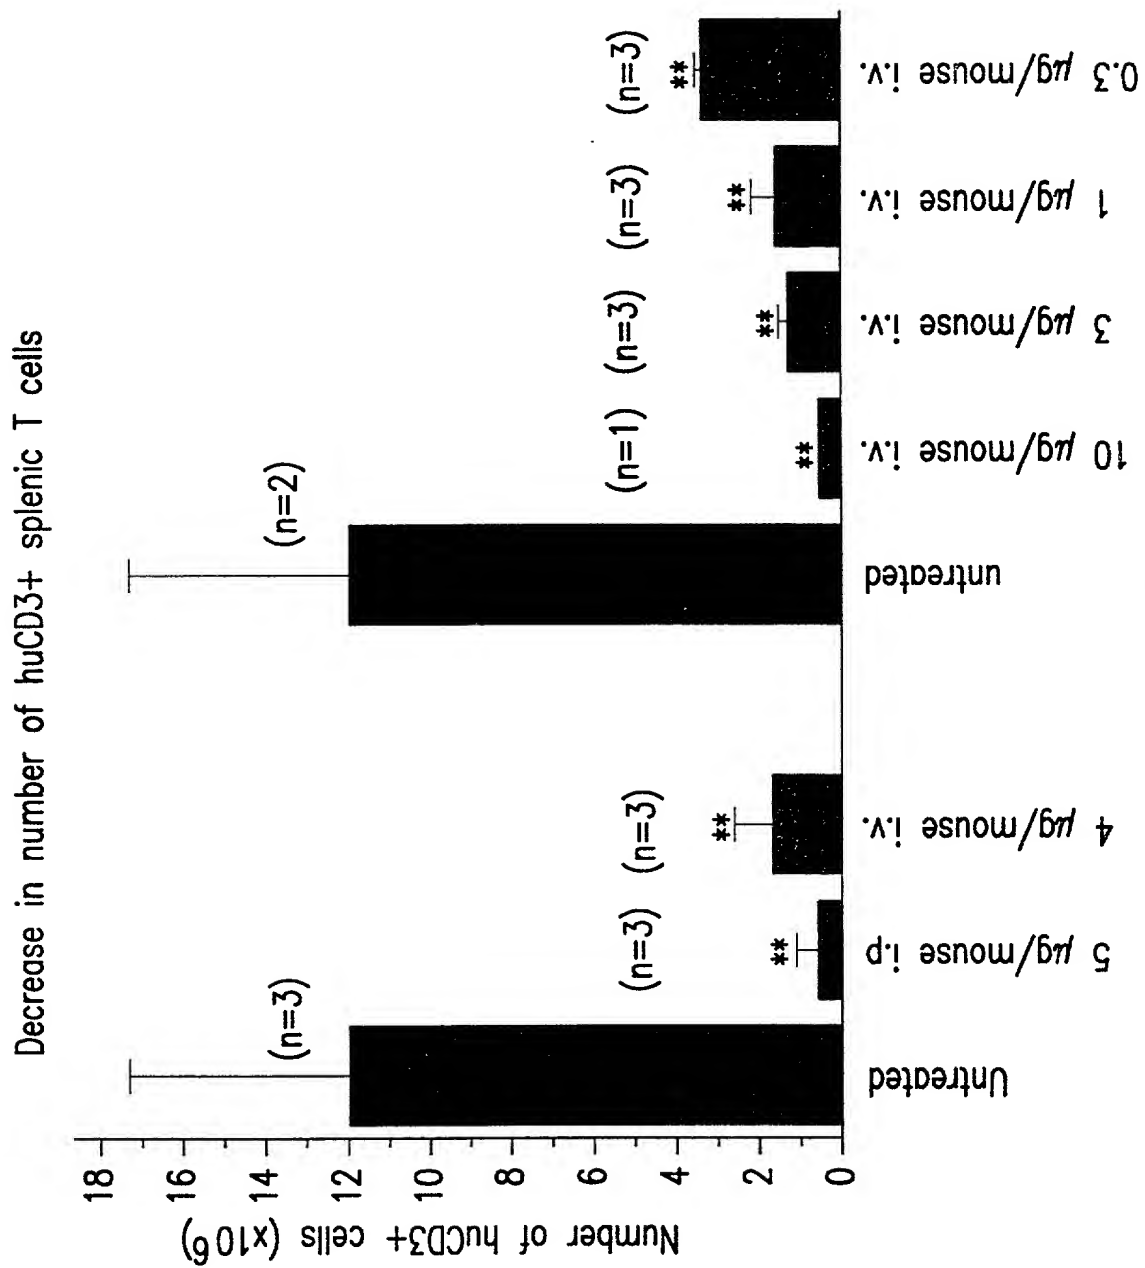 Decrease in number of huCD3+ splenic T cells
Number of huCD3+ cells (x10⁶)
18
16
14
12
10
8
6
4
2
0
(n=3)
(n=3)
**
(n=3)
**
(n=2)
(n=1)
**
(n=3)
**
(n=3)
**
(n=3)
**
Untreated
5 µg/mouse i.p
4 µg/mouse i.v.
untreated
10 µg/mouse i.v.
3 µg/mouse i.v.
1 µg/mouse i.v.
0.3 µg/mouse i.v.